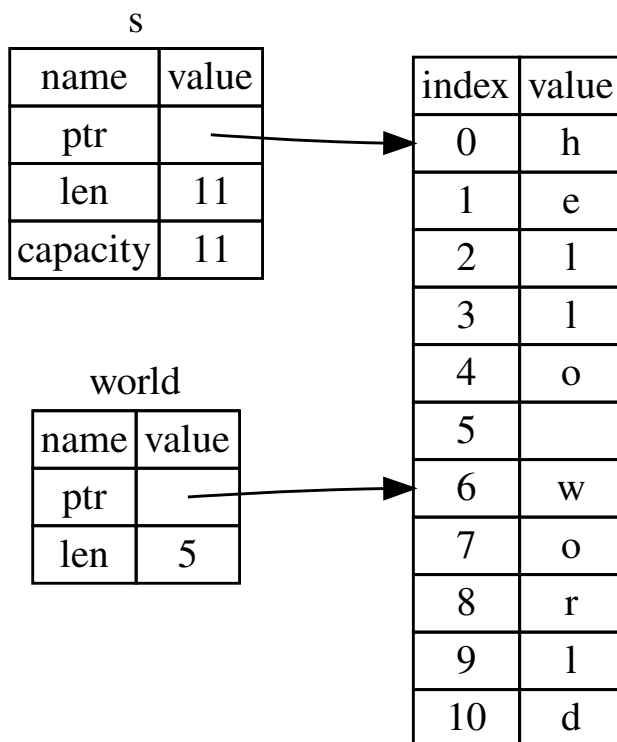 s
name value
ptr
len 11
capacity 11
world
name value
ptr
len 5
index value
0 h
1 e
2 l
3 l
4 o
5
6 w
7 o
8 r
9 l
10 d